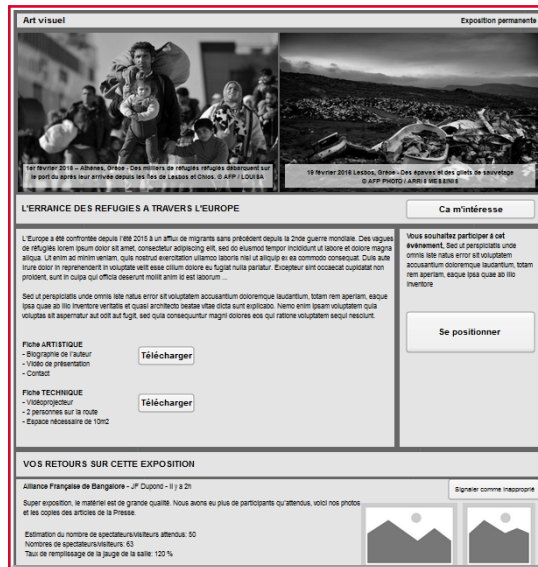 Art visuel
Exposition permanente
1er février 2016 – Athènes, Grèce - Des milliers de réfugiés réfugiés débarquant sur
le port du après leur arrivée depuis les îles de Lesbos et Chios. © AFP / LOUISA
19 février 2016 Lesbos, Grèce - Des épaves et des gilets de sauvetage
© AFP PHOTO / ARRIS MESSINIS
L'ERRANCE DES REFUGIES A TRAVERS L'EUROPE
Ca m'intéresse
L'Europe a été confrontée depuis l'été 2015 à un afflux de migrants sans précédent depuis la 2nde guerre mondiale. Des vagues
de réfugiés lorem ipsum dolor sit amet, consectetur adipiscing elit, sed do eiusmod tempor incididunt ut labore et dolore magna
aliqua. Ut enim ad minim veniam, quis nostrud exercitation ullamco laboris nisi ut aliquip ex ea commodo consequat. Duis aute
irure dolor in reprehenderit in voluptate velit esse cillum dolore eu fugiat nulla pariatur. Excepteur sint occaecat cupidatat non
proident, sunt in culpa qui officia deserunt mollit anim id est laborum ...
Sed ut perspiciatis unde omnis iste natus error sit voluptatem accusantium doloremque laudantium, totam rem aperiam, eaque
ipsa quae ab illo inventore veritatis et quasi architecto beatae vitae dicta sunt explicabo. Nemo enim ipsam voluptatem quia
voluptas sit aspernatur aut odit aut fugit, sed quia consequuntur magni dolores eos qui ratione voluptatem sequi nesciunt.
Fiche ARTISTIQUE
- Biographie de l'auteur
- Vidéo de présentation
- Contact
Télécharger
Fiche TECHNIQUE
- Vidéoprojecteur
- 2 personnes sur la route
- Espace nécessaire de 10m2
Télécharger
Vous souhaitez participer à cet
évènement, Sed ut perspiciatis unde
omnis iste natus error sit voluptatem
accusantium doloremque laudantium, totam
rem aperiam, eaque ipsa quae ab illo
inventore
Se positionner
VOS RETOURS SUR CETTE EXPOSITION
Alliance Française de Bangalore - JF Dupond - Il y a 2h
Signaler comme inapproprié
Super exposition, le matériel est de grande qualité. Nous avons eu plus de participants qu'attendus, voici nos photos
et les copies des articles de la Presse.
Estimation du nombre de spectateurs/visiteurs attendus: 50
Nombres de spectateurs/visiteurs: 63
Taux de remplissage de la jauge de la salle: 120 %